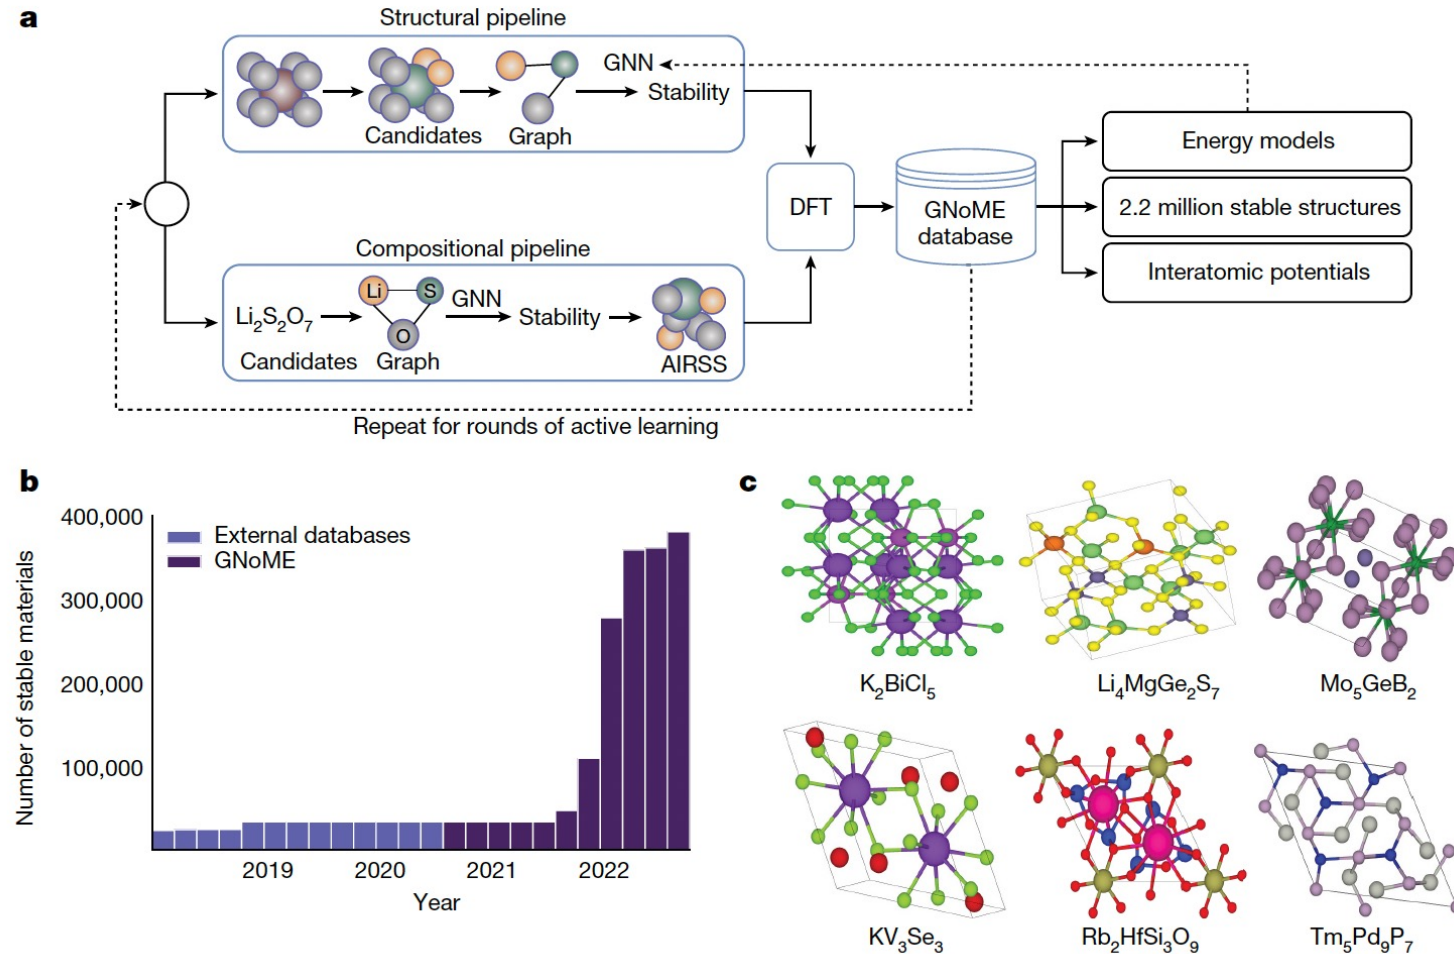 a
Structural pipeline
GNN
Stability
Candidates
Graph
Energy models
2.2 million stable structures
Interatomic potentials
DFT
GNoME
database
Compositional pipeline
Li₂S₂O₇
Li
S
O
GNN
Stability
Candidates
Graph
AIRSS
Repeat for rounds of active learning
b
400,000
300,000
200,000
100,000
Number of stable materials
External databases
GNoME
2019
2020
2021
2022
Year
c
K₂BiCl₅
Li₄MgGe₂S₇
Mo₅GeB₂
KV₃Se₃
Rb₂HfSi₃O₉
Tm₅Pd₉P₇